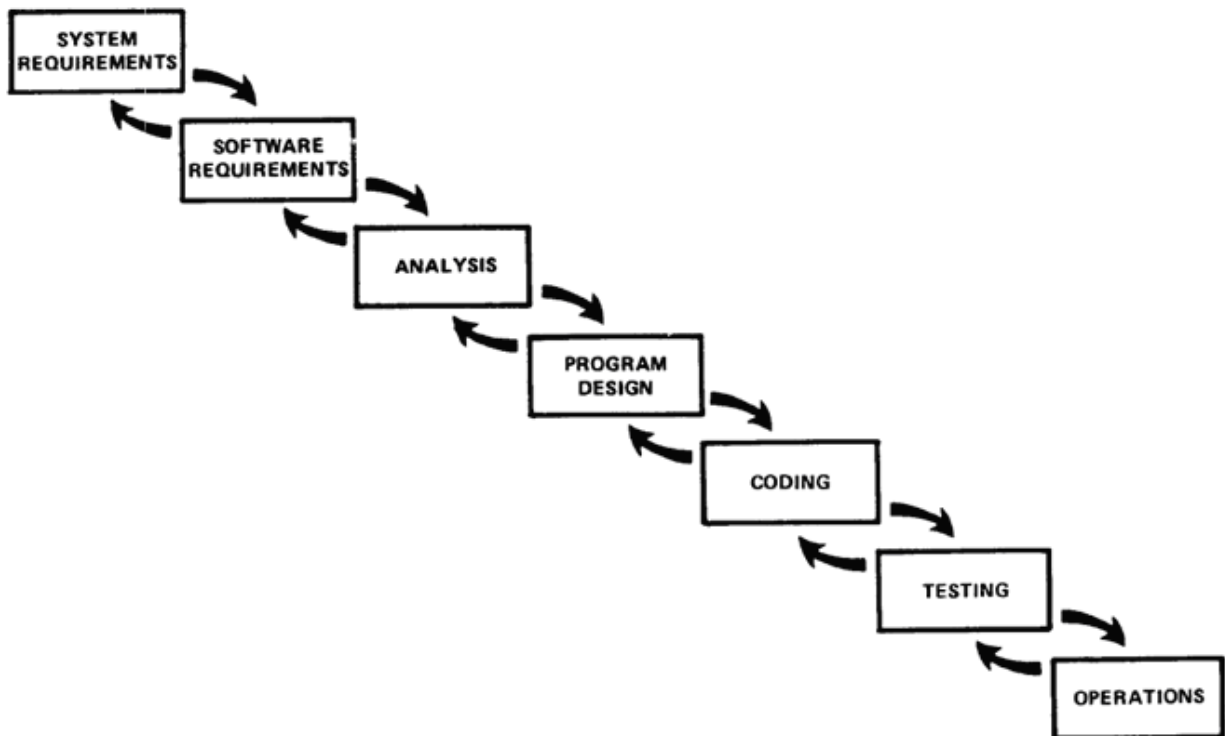 SYSTEM
REQUIREMENTS
SOFTWARE
REQUIREMENTS
ANALYSIS
PROGRAM
DESIGN
CODING
TESTING
OPERATIONS